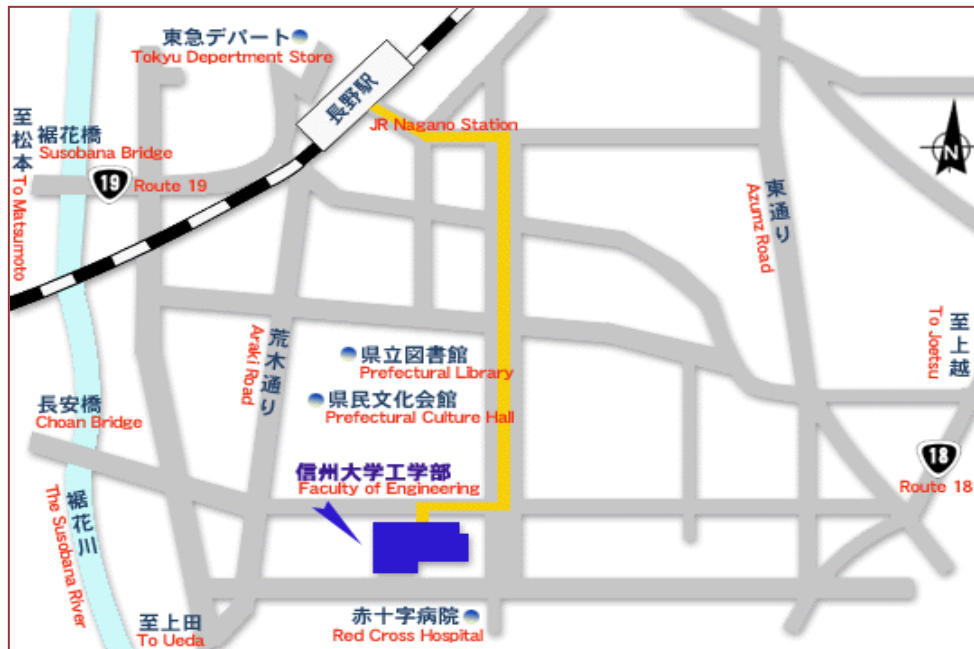 東急デパート
Tokyu Depertment Store
長野駅
JR Nagano Station
至松本
To Matsumoto
裾花橋
Susobana Bridge
19
Route 19
N
東通り
Azumz Road
至上越
To Joetsu
荒木通り
Araki Road
県立図書館
Prefectural Library
県民文化会館
Prefectural Culture Hall
長安橋
Choan Bridge
18
Route 18
信州大学工学部
Faculty of Engineering
裾花川
The Susobana River
至上田
To Ueda
赤十字病院
Red Cross Hospital